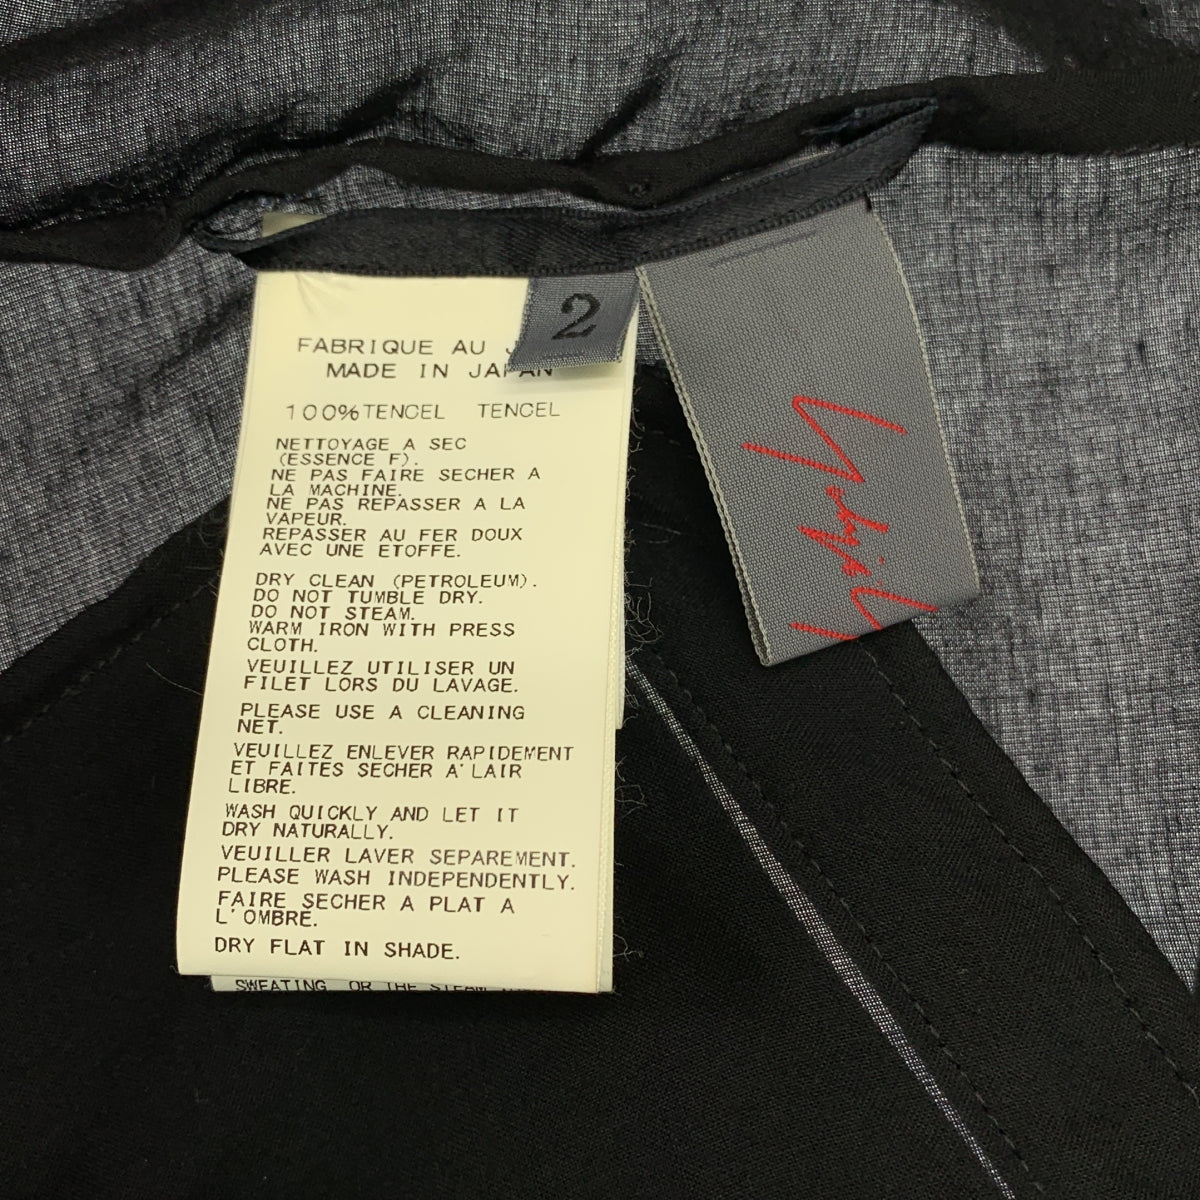 2
FABRIQUE AU
MADE IN JAPAN
100%TENCEL TENCEL
NETTOYAGE A SEC
(ESSENCE F).
NE PAS FAIRE SECHER A
LA MACHINE.
NE PAS REPASSER A LA
VAPEUR.
REPASSER AU FER DOUX
AVEC UNE ETOFFE.
DRY CLEAN (PETROLEUM).
DO NOT TUMBLE DRY.
DO NOT STEAM.
WARM IRON WITH PRESS
CLOTH.
VEUILLEZ UTILISER UN
FILET LORS DU LAVAGE.
PLEASE USE A CLEANING
NET.
VEUILLEZ ENLEVER RAPIDEMENT
ET FAITES SECHER A'LAIR
LIBRE.
WASH QUICKLY AND LET IT
DRY NATURALLY.
VEUILLER LAVER SEPAREMENT.
PLEASE WASH INDEPENDENTLY.
FAIRE SECHER A PLAT A
L'OMBRE.
DRY FLAT IN SHADE.
SWEATING OR THE STEAM